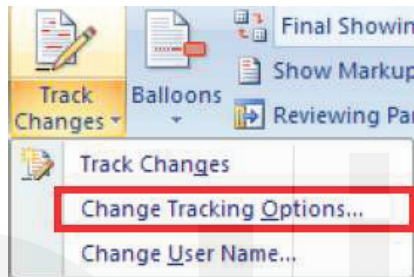 Final Showin
Show Markup
Reviewing Pa
Track
Changes
Balloons
Track Changes
Change Tracking Options...
Change User Name...